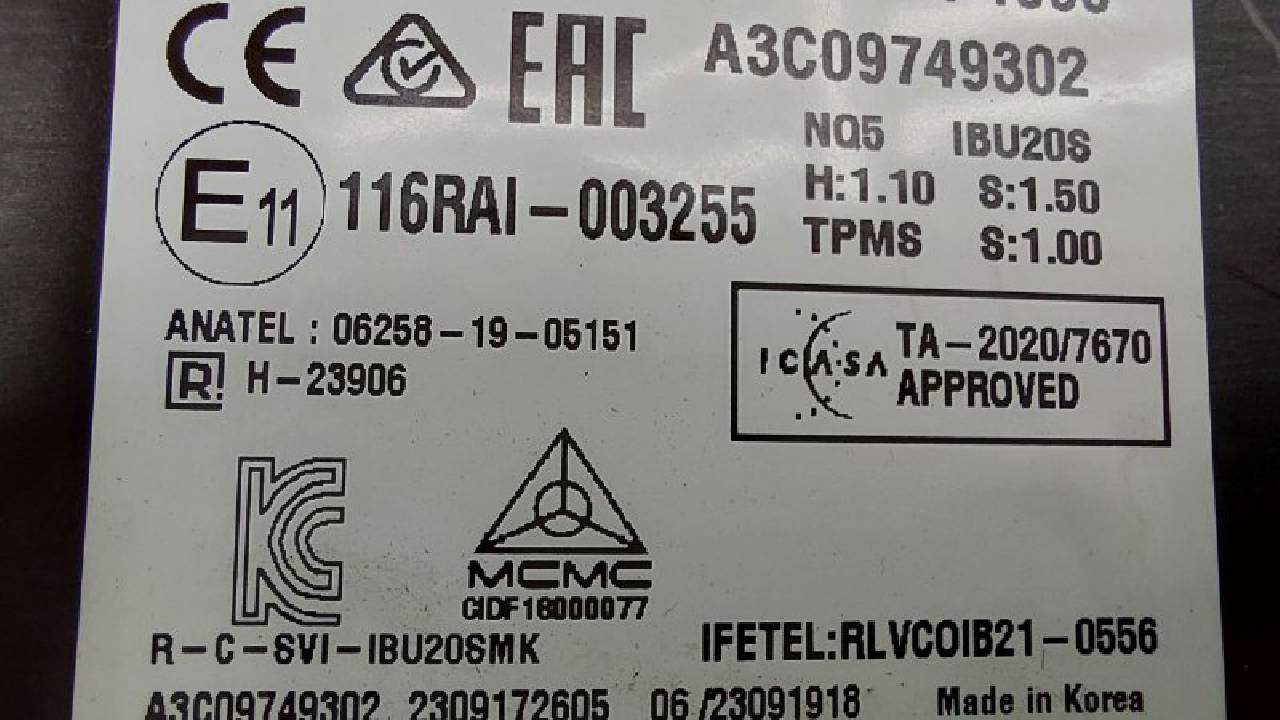 CE EAC A3C09749302
NQ5 IBU20S
H:1.10 S:1.50
TPMS S:1.00
E11 116RAI-003255
ANATEL : 06258-19-05151
R! H-23906
ICASA TA-2020/7670
APPROVED
KC
MCMC
CIDF18000077
R-C-SVI-IBU20SMK
IFETEL:RLVCOIB21-0556
A3C09749302 2309172605 06/23091918 Made in Korea